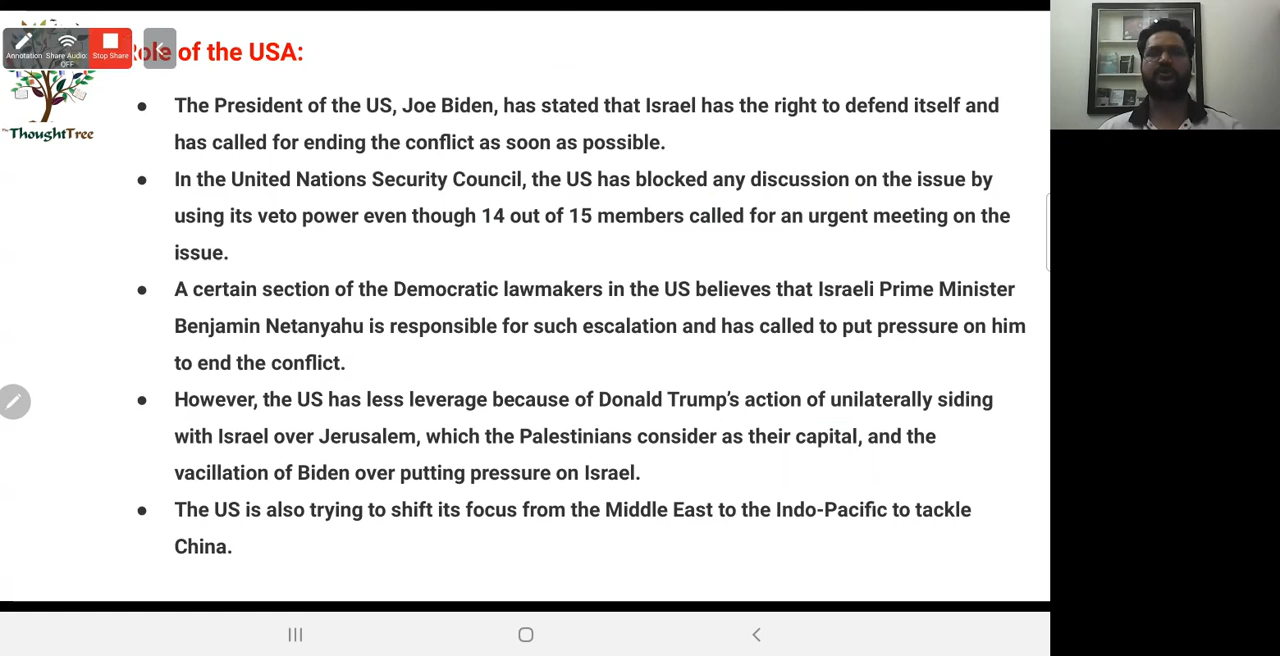 Role of the USA:
Annotation Share Audio: OFF Stop Share
The ThoughtTree
● The President of the US, Joe Biden, has stated that Israel has the right to defend itself and
has called for ending the conflict as soon as possible.
● In the United Nations Security Council, the US has blocked any discussion on the issue by
using its veto power even though 14 out of 15 members called for an urgent meeting on the
issue.
● A certain section of the Democratic lawmakers in the US believes that Israeli Prime Minister
Benjamin Netanyahu is responsible for such escalation and has called to put pressure on him
to end the conflict.
● However, the US has less leverage because of Donald Trump’s action of unilaterally siding
with Israel over Jerusalem, which the Palestinians consider as their capital, and the
vacillation of Biden over putting pressure on Israel.
● The US is also trying to shift its focus from the Middle East to the Indo-Pacific to tackle
China.